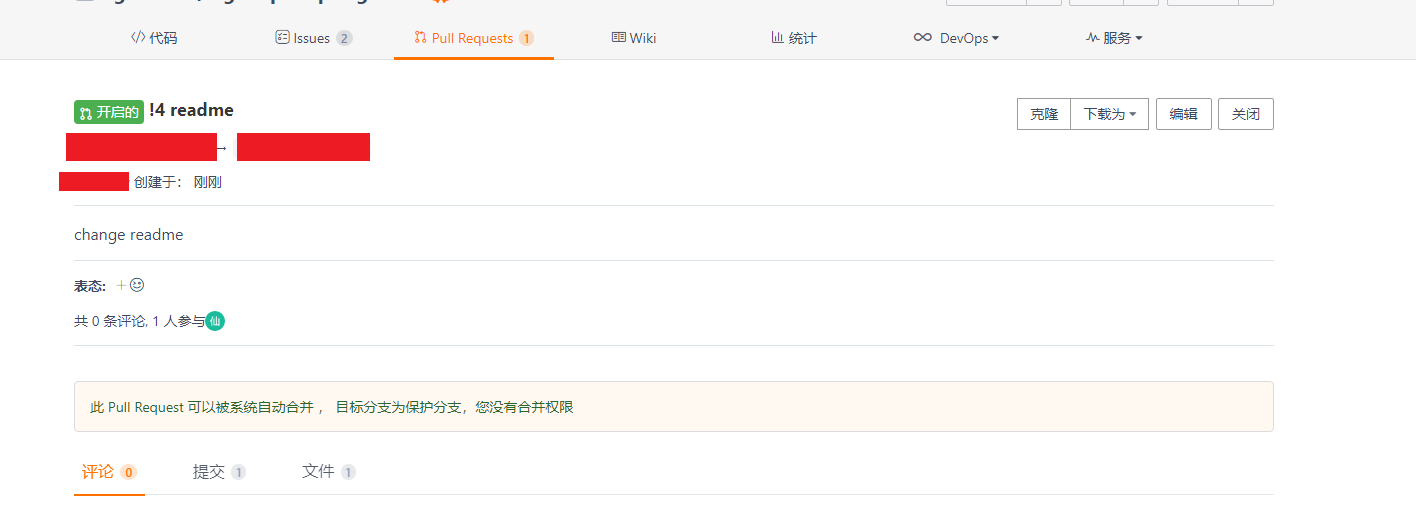 代码 Issues 2 Pull Requests 1 Wiki 统计 DevOps 服务
开启的 !4 readme 克隆 下载为 编辑 关闭
→
创建于： 刚刚
change readme
表态: +
共 0 条评论, 1 人参与 仙
此 Pull Request 可以被系统自动合并 ， 目标分支为保护分支，您没有合并权限
评论 0 提交 1 文件 1